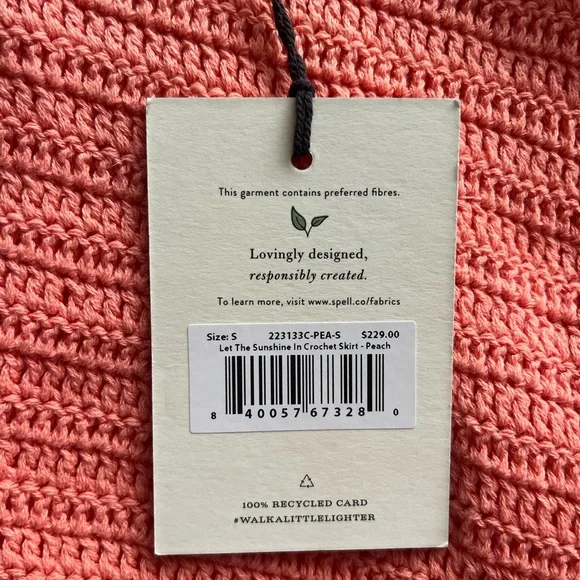 This garment contains preferred fibres.
Lovingly designed,
responsibly created.
To learn more, visit www.spell.co/fabrics
Size: S 223133C-PEA-S $229.00
Let The Sunshine In Crochet Skirt - Peach
8 40057 67328 0
100% RECYCLED CARD
#WALKALITTLELIGHTER